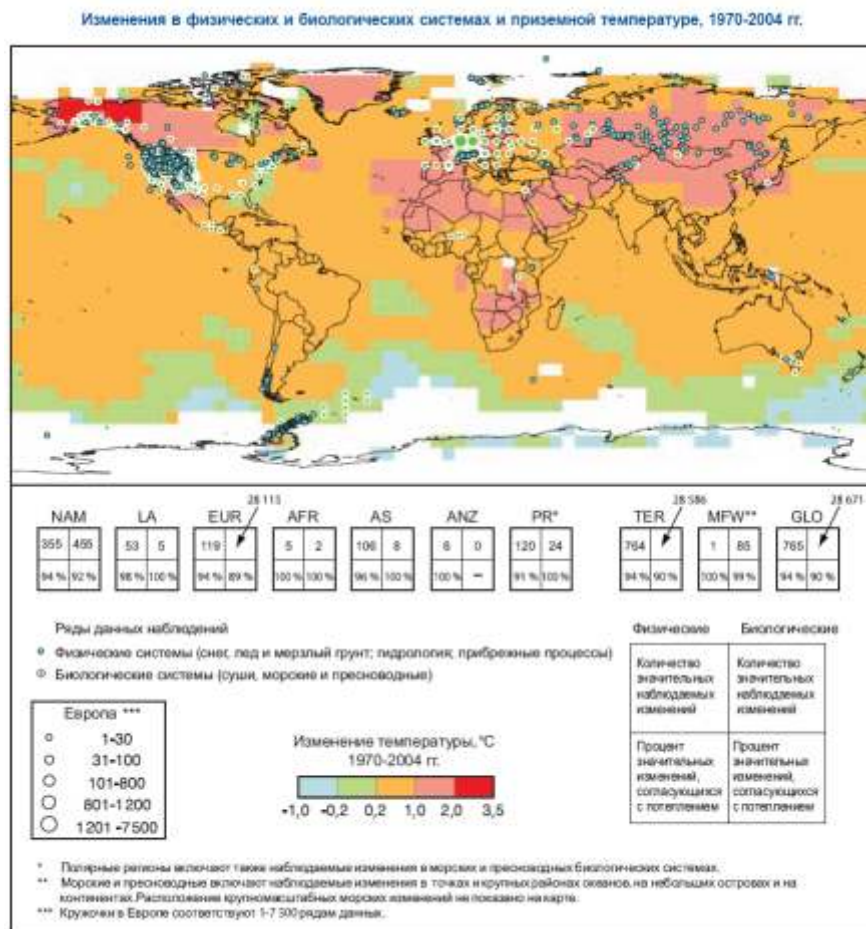 Изменения в физических и биологических системах и приземной температуре, 1970-2004 гг.
28 115 28 586 28 671
NAM LA EUR AFR AS ANZ PR* TER MFW** GLO
355 455 53 5 119 5 2 106 8 6 0 120 24 764 1 85 765
94 % 92 % 98 % 100 % 94 % 89 % 100 % 100 % 96 % 100 % 100 % – 91 % 100 % 94 % 90 % 100 % 99 % 94 % 90 %
Ряды данных наблюдений
Физические системы (снег, лед и мерзлый грунт; гидрология; прибрежные процессы)
Биологические системы (суши, морские и пресноводные)
Европа ***
1-30
31-100
101-800
801-1200
1201 -7500
Изменение температуры, °C
1970-2004 гг.
-1,0 -0,2 0,2 1,0 2,0 3,5
Физические Биологические
Количество Количество
значительных значительных
наблюдаемых наблюдаемых
изменений изменений
Процент Процент
значительных значительных
изменений, изменений,
согласующихся согласующихся
с потеплением с потеплением
* Полярные регионы включают также наблюдаемые изменения в морских и пресноводных биологических системах.
** Морские и пресноводные включают наблюдаемые изменения в точках и крупных районах океанов, на небольших островах и на
континентах. Расположение крупномасштабных морских изменений не показано на карте.
*** Кружочки в Европе соответствуют 1-7 300 рядам данных.